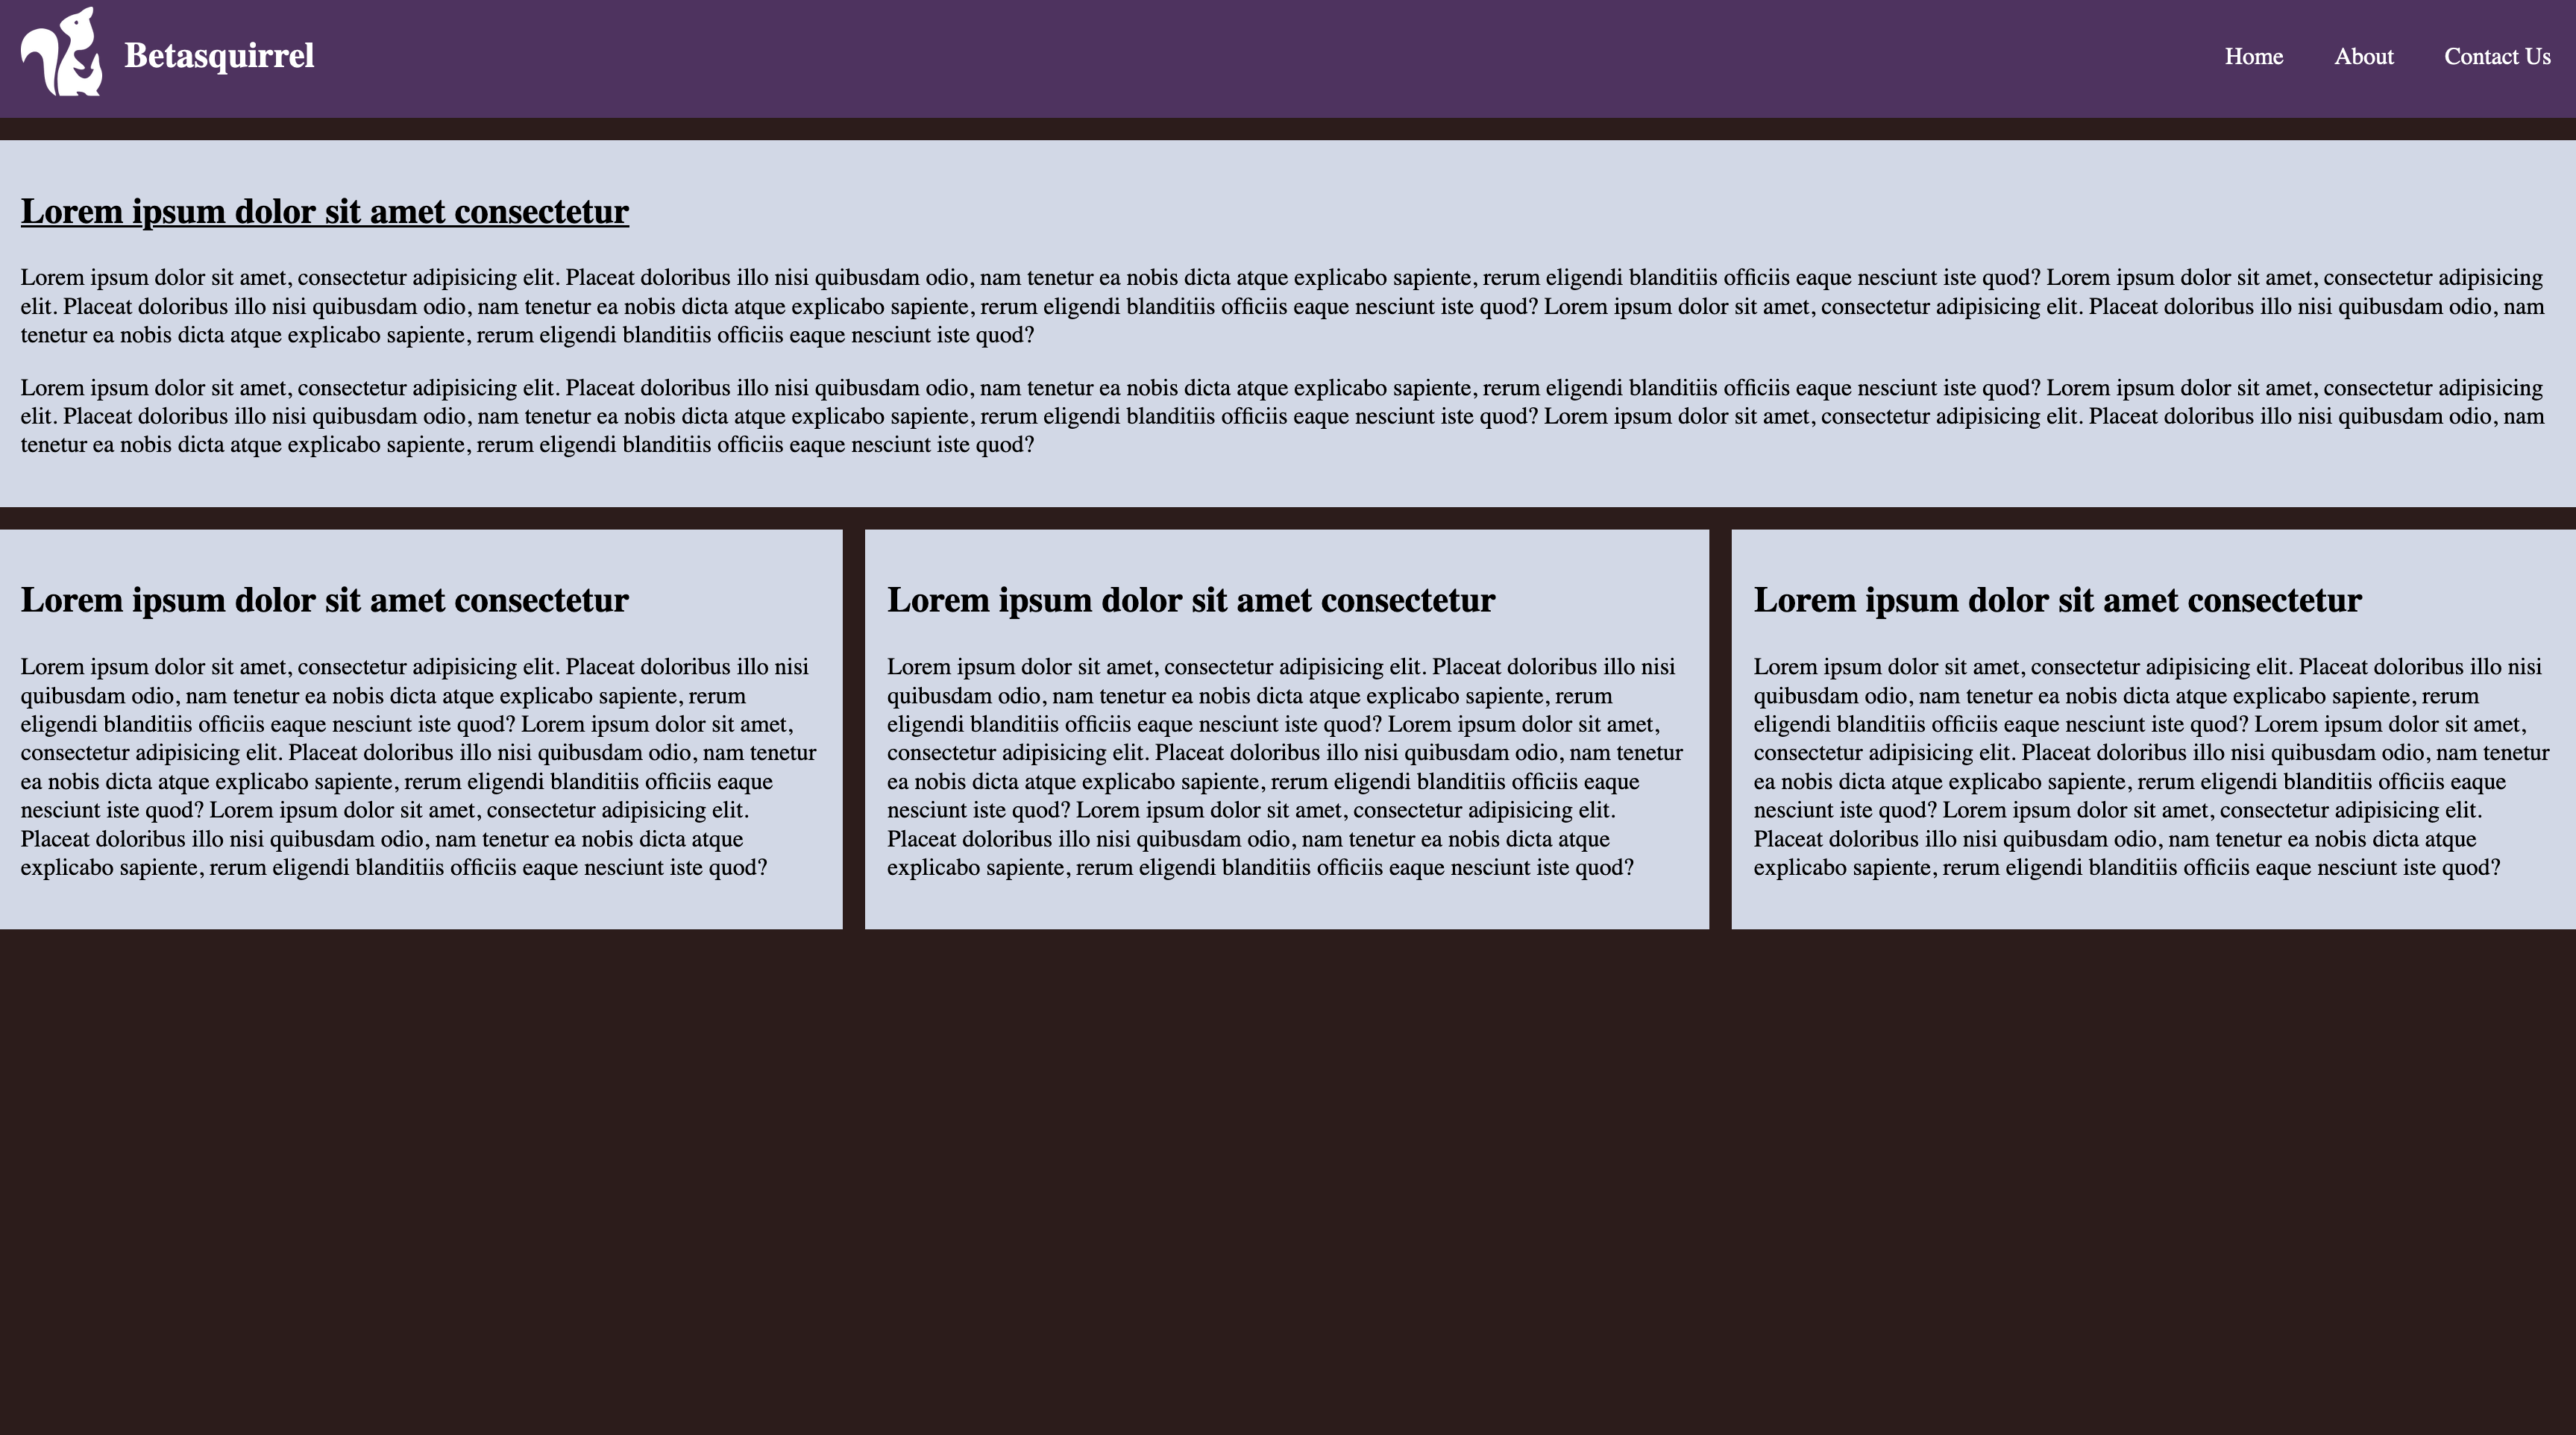 Betasquirrel
Home
About
Contact Us
Lorem ipsum dolor sit amet consectetur
Lorem ipsum dolor sit amet, consectetur adipisicing elit. Placeat doloribus illo nisi quibusdam odio, nam tenetur ea nobis dicta atque explicabo sapiente, rerum eligendi blanditiis officiis eaque nesciunt iste quod? Lorem ipsum dolor sit amet, consectetur adipisicing
elit. Placeat doloribus illo nisi quibusdam odio, nam tenetur ea nobis dicta atque explicabo sapiente, rerum eligendi blanditiis officiis eaque nesciunt iste quod? Lorem ipsum dolor sit amet, consectetur adipisicing elit. Placeat doloribus illo nisi quibusdam odio, nam
tenetur ea nobis dicta atque explicabo sapiente, rerum eligendi blanditiis officiis eaque nesciunt iste quod?
Lorem ipsum dolor sit amet, consectetur adipisicing elit. Placeat doloribus illo nisi quibusdam odio, nam tenetur ea nobis dicta atque explicabo sapiente, rerum eligendi blanditiis officiis eaque nesciunt iste quod? Lorem ipsum dolor sit amet, consectetur adipisicing
elit. Placeat doloribus illo nisi quibusdam odio, nam tenetur ea nobis dicta atque explicabo sapiente, rerum eligendi blanditiis officiis eaque nesciunt iste quod? Lorem ipsum dolor sit amet, consectetur adipisicing elit. Placeat doloribus illo nisi quibusdam odio, nam
tenetur ea nobis dicta atque explicabo sapiente, rerum eligendi blanditiis officiis eaque nesciunt iste quod?
Lorem ipsum dolor sit amet consectetur
Lorem ipsum dolor sit amet, consectetur adipisicing elit. Placeat doloribus illo nisi
quibusdam odio, nam tenetur ea nobis dicta atque explicabo sapiente, rerum
eligendi blanditiis officiis eaque nesciunt iste quod? Lorem ipsum dolor sit amet,
consectetur adipisicing elit. Placeat doloribus illo nisi quibusdam odio, nam tenetur
ea nobis dicta atque explicabo sapiente, rerum eligendi blanditiis officiis eaque
nesciunt iste quod? Lorem ipsum dolor sit amet, consectetur adipisicing elit.
Placeat doloribus illo nisi quibusdam odio, nam tenetur ea nobis dicta atque
explicabo sapiente, rerum eligendi blanditiis officiis eaque nesciunt iste quod?
Lorem ipsum dolor sit amet consectetur
Lorem ipsum dolor sit amet, consectetur adipisicing elit. Placeat doloribus illo nisi
quibusdam odio, nam tenetur ea nobis dicta atque explicabo sapiente, rerum
eligendi blanditiis officiis eaque nesciunt iste quod? Lorem ipsum dolor sit amet,
consectetur adipisicing elit. Placeat doloribus illo nisi quibusdam odio, nam tenetur
ea nobis dicta atque explicabo sapiente, rerum eligendi blanditiis officiis eaque
nesciunt iste quod? Lorem ipsum dolor sit amet, consectetur adipisicing elit.
Placeat doloribus illo nisi quibusdam odio, nam tenetur ea nobis dicta atque
explicabo sapiente, rerum eligendi blanditiis officiis eaque nesciunt iste quod?
Lorem ipsum dolor sit amet consectetur
Lorem ipsum dolor sit amet, consectetur adipisicing elit. Placeat doloribus illo nisi
quibusdam odio, nam tenetur ea nobis dicta atque explicabo sapiente, rerum
eligendi blanditiis officiis eaque nesciunt iste quod? Lorem ipsum dolor sit amet,
consectetur adipisicing elit. Placeat doloribus illo nisi quibusdam odio, nam tenetur
ea nobis dicta atque explicabo sapiente, rerum eligendi blanditiis officiis eaque
nesciunt iste quod? Lorem ipsum dolor sit amet, consectetur adipisicing elit.
Placeat doloribus illo nisi quibusdam odio, nam tenetur ea nobis dicta atque
explicabo sapiente, rerum eligendi blanditiis officiis eaque nesciunt iste quod?